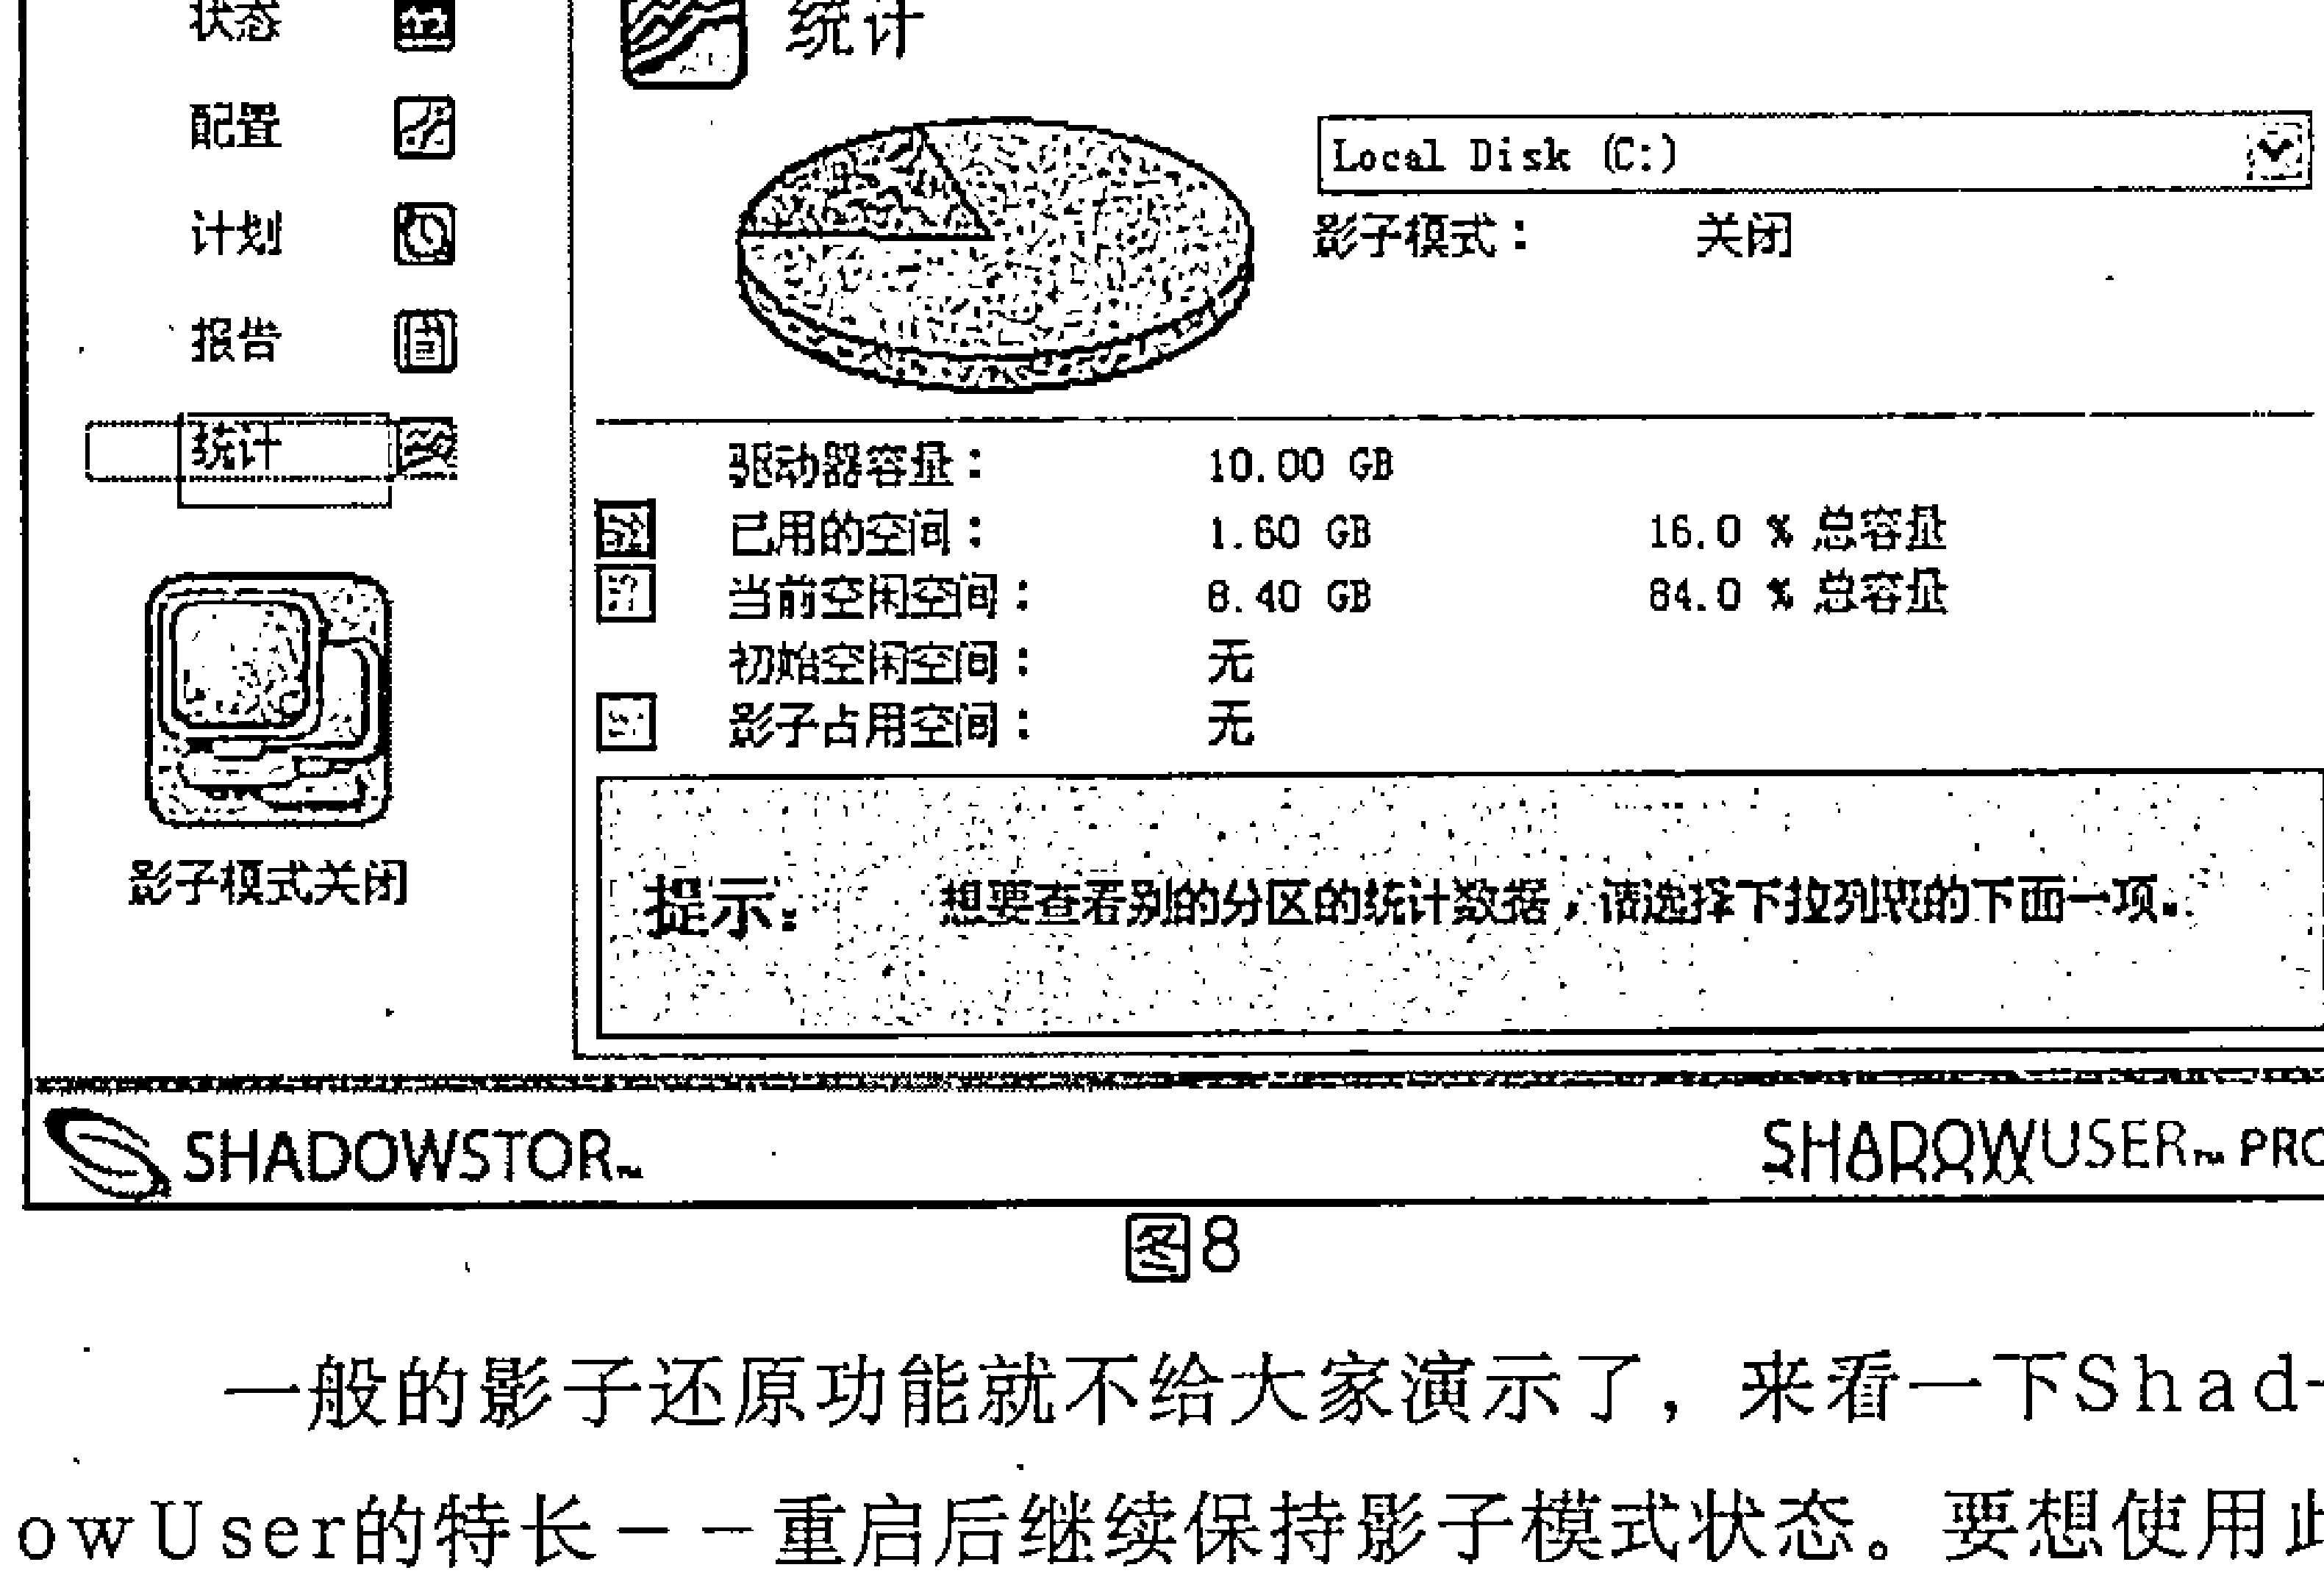 状态
统计
配置
Local Disk (C:)
计划
影子模式： 关闭
报告
统计
驱动器容量： 10.00 GB
已用的空间： 1.60 GB 16.0 % 总容量
当前空闲空间： 8.40 GB 84.0 % 总容量
初始空闲空间： 无
影子占用空间： 无
影子模式关闭
提示： 想要查看别的分区的统计数据，请选择下拉列表的下面一项。
SHADOWSTOR™
SHADOWUSER™ PRO
图8
一般的影子还原功能就不给大家演示了，来看一下Shad-
owUser的特长－－重启后继续保持影子模式状态。要想使用此